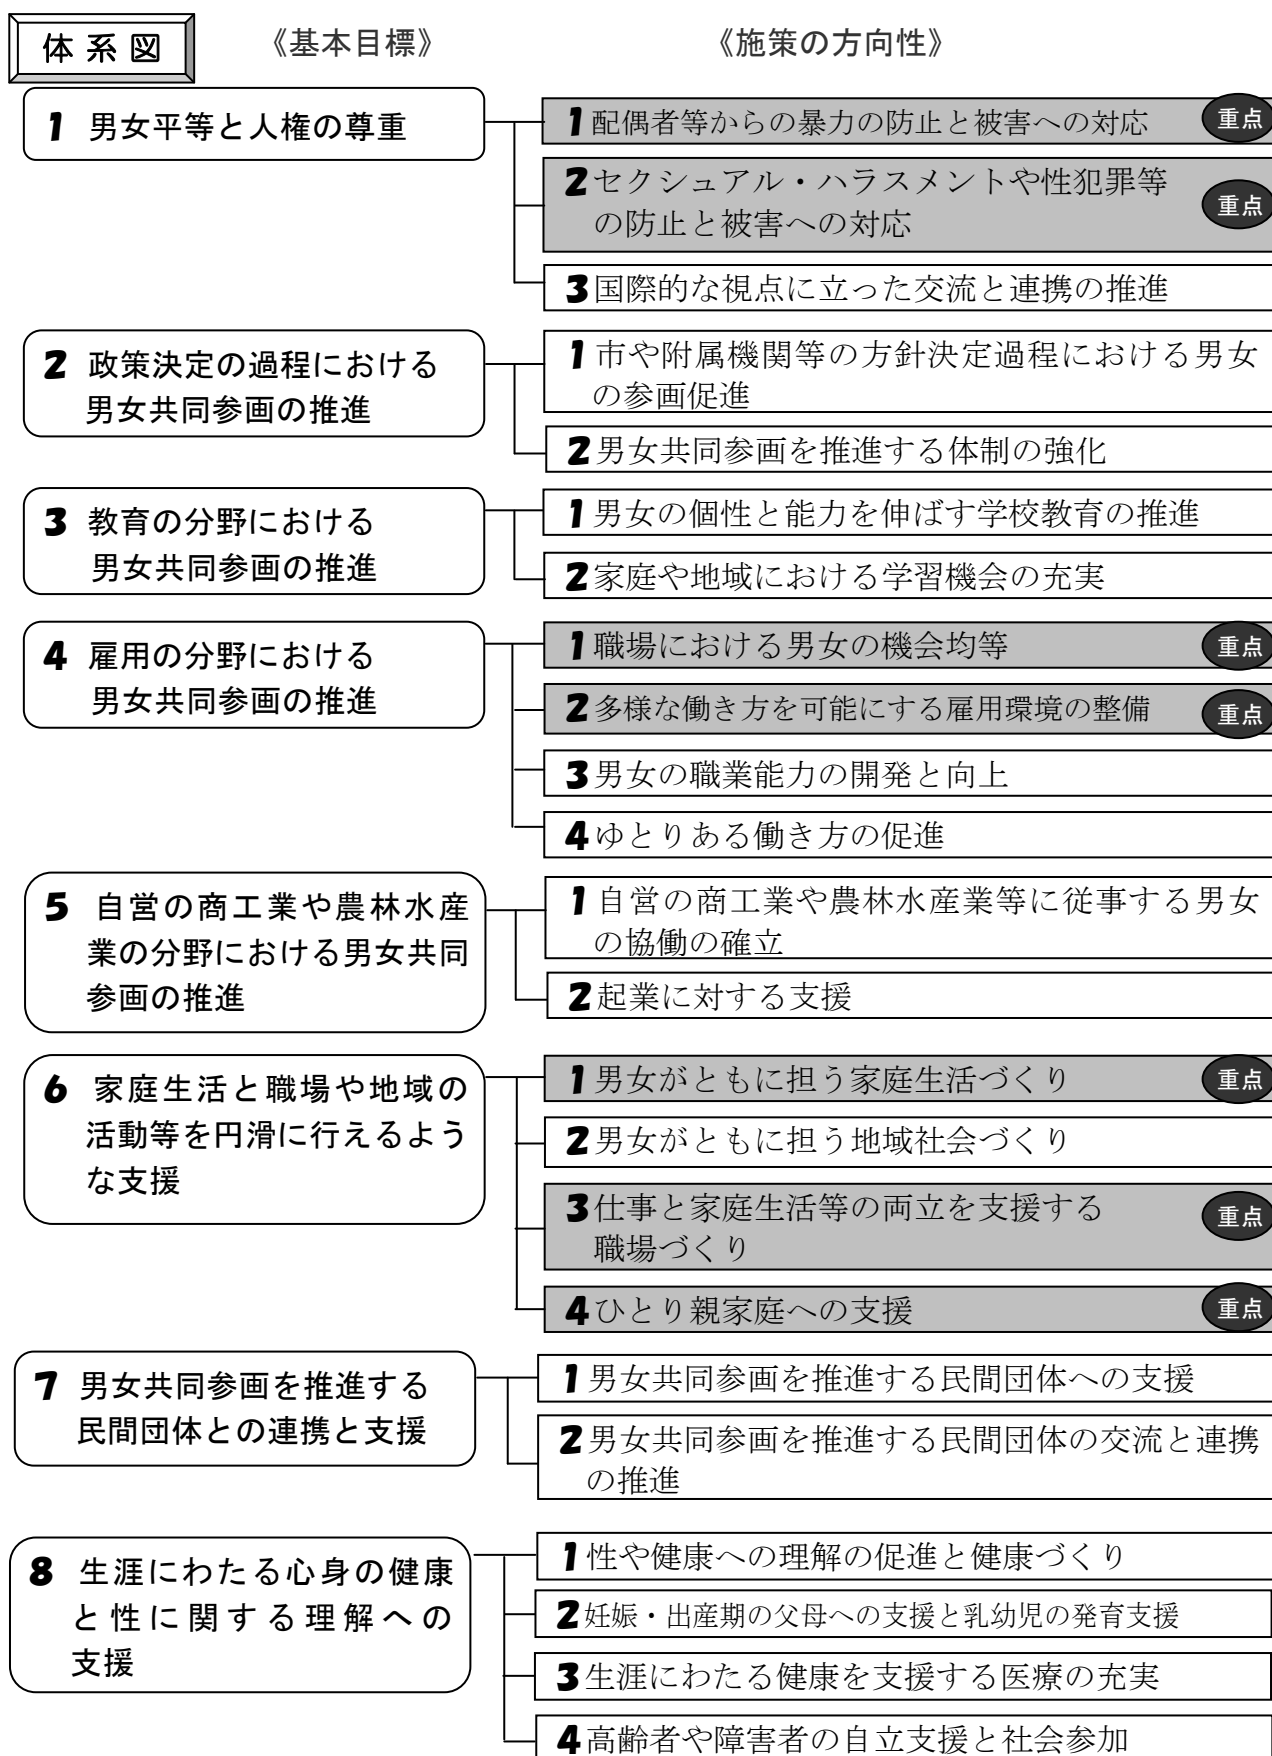 体系図 《基本目標》 《施策の方向性》
1 男女平等と人権の尊重
1 配偶者等からの暴力の防止と被害への対応 重点
2 セクシュアル・ハラスメントや性犯罪等
の防止と被害への対応 重点
3 国際的な視点に立った交流と連携の推進
2 政策決定の過程における
男女共同参画の推進
1 市や附属機関等の方針決定過程における男女
の参画促進
2 男女共同参画を推進する体制の強化
3 教育の分野における
男女共同参画の推進
1 男女の個性と能力を伸ばす学校教育の推進
2 家庭や地域における学習機会の充実
4 雇用の分野における
男女共同参画の推進
1 職場における男女の機会均等 重点
2 多様な働き方を可能にする雇用環境の整備 重点
3 男女の職業能力の開発と向上
4 ゆとりある働き方の促進
5 自営の商工業や農林水産
業の分野における男女共同
参画の推進
1 自営の商工業や農林水産業等に従事する男女
の協働の確立
2 起業に対する支援
6 家庭生活と職場や地域の
活動等を円滑に行えるよう
な支援
1 男女がともに担う家庭生活づくり 重点
2 男女がともに担う地域社会づくり
3 仕事と家庭生活等の両立を支援する
職場づくり 重点
4 ひとり親家庭への支援 重点
7 男女共同参画を推進する
民間団体との連携と支援
1 男女共同参画を推進する民間団体への支援
2 男女共同参画を推進する民間団体の交流と連携
の推進
8 生涯にわたる心身の健康
と性に関する理解への
支援
1 性や健康への理解の促進と健康づくり
2 妊娠・出産期の父母への支援と乳幼児の発育支援
3 生涯にわたる健康を支援する医療の充実
4 高齢者や障害者の自立支援と社会参加